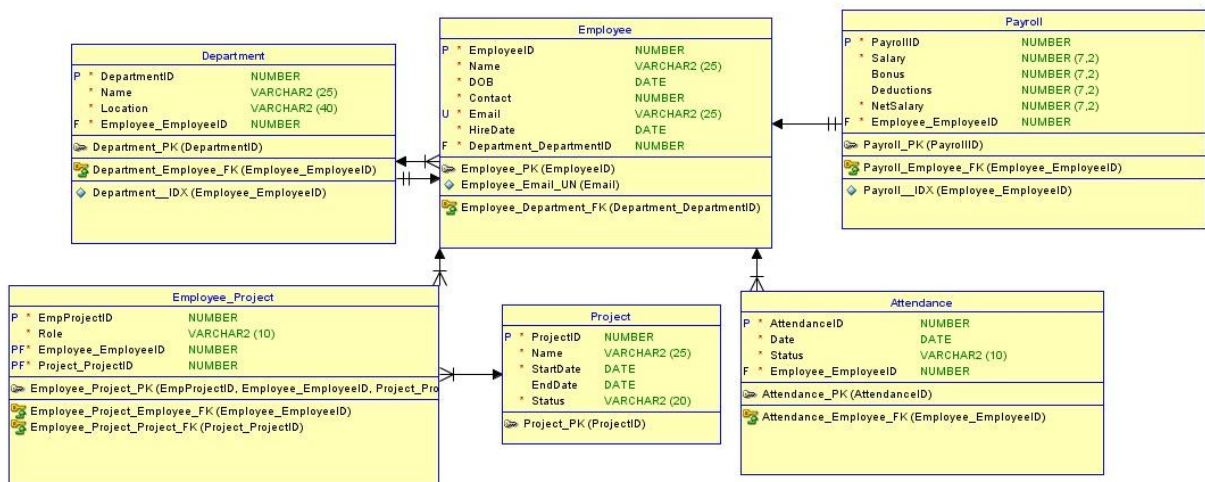 Department
P * DepartmentID NUMBER
* Name VARCHAR2 (25)
* Location VARCHAR2 (40)
F * Employee_EmployeeID NUMBER
Department_PK (DepartmentID)
Department_Employee_FK (Employee_EmployeeID)
Department__IDX (Employee_EmployeeID)
Employee
P * EmployeeID NUMBER
* Name VARCHAR2 (25)
* DOB DATE
* Contact NUMBER
U * Email VARCHAR2 (25)
* HireDate DATE
F * Department_DepartmentID NUMBER
Employee_PK (EmployeeID)
Employee_Email_UN (Email)
Employee_Department_FK (Department_DepartmentID)
Payroll
P * PayrollID NUMBER
* Salary NUMBER (7,2)
Bonus NUMBER (7,2)
Deductions NUMBER (7,2)
* NetSalary NUMBER (7,2)
F * Employee_EmployeeID NUMBER
Payroll_PK (PayrollID)
Payroll_Employee_FK (Employee_EmployeeID)
Payroll__IDX (Employee_EmployeeID)
Employee_Project
P * EmpProjectID NUMBER
* Role VARCHAR2 (10)
PF* Employee_EmployeeID NUMBER
PF* Project_ProjectID NUMBER
Employee_Project_PK (EmpProjectID, Employee_EmployeeID, Project_Pro
Employee_Project_Employee_FK (Employee_EmployeeID)
Employee_Project_Project_FK (Project_ProjectID)
Project
P * ProjectID NUMBER
* Name VARCHAR2 (25)
* StartDate DATE
EndDate DATE
* Status VARCHAR2 (20)
Project_PK (ProjectID)
Attendance
P * AttendanceID NUMBER
* Date DATE
* Status VARCHAR2 (10)
F * Employee_EmployeeID NUMBER
Attendance_PK (AttendanceID)
Attendance_Employee_FK (Employee_EmployeeID)